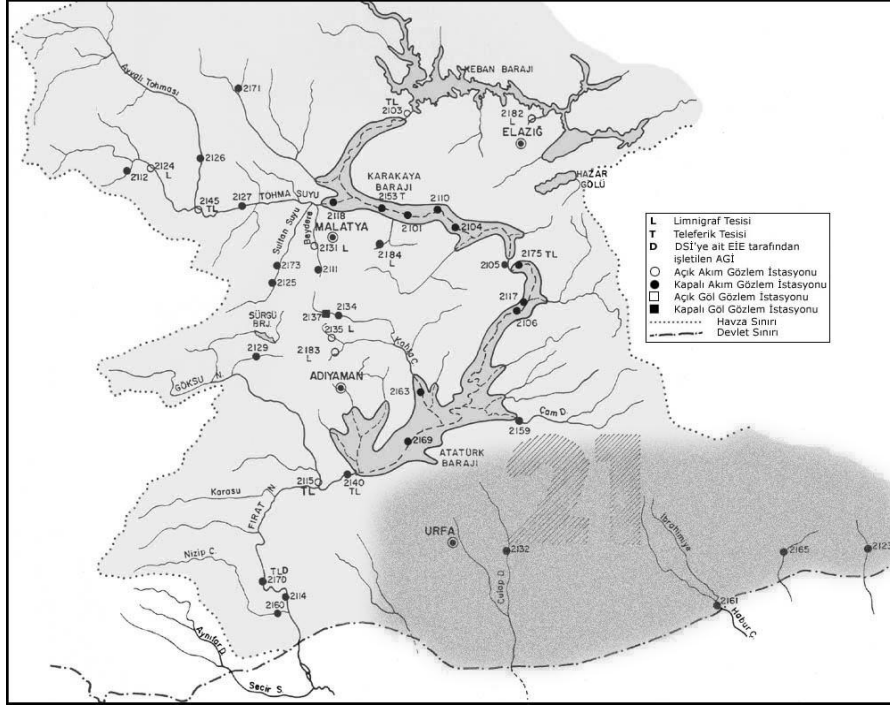 Ayvalı Tohması
2171
KEBAN BARAJI
TL
2103
2182
L
ELAZIĞ
2126
2124
L
2112
KARAKAYA
BARAJI
HAZAR
GÖLÜ
2145
TL
2127
TOHMA SUYU
2153 T
2110
2118
2101
2104
MALATYA
Sultan Suyu
Beydere
2131 L
2184
L
2105
2175 TL
2173
2111
2125
2117
2106
2134
2137
2135 L
SÜRGÜ
BRJ.
2183
L
2129
Kahta Ç.
GÖKSU N.
ADIYAMAN
2163
Çam D.
2159
2169
ATATÜRK
BARAJI
2115
TL
2140
TL
Karasu
FIRAT N.
21
URFA
2132
Culap D.
İbrahimiye
2165
2123
Nizip Ç.
TLD
2170
2114
2160
2161
Habur Ç.
Aynifar D.
Secir S.
L Limnigraf Tesisi
T Teleferik Tesisi
D DSİ'ye ait EİE tarafından
işletilen AGİ
Açık Akım Gözlem İstasyonu
Kapalı Akım Gözlem İstasyonu
Açık Göl Gözlem İstasyonu
Kapalı Göl Gözlem İstasyonu
Havza Sınırı
Devlet Sınırı